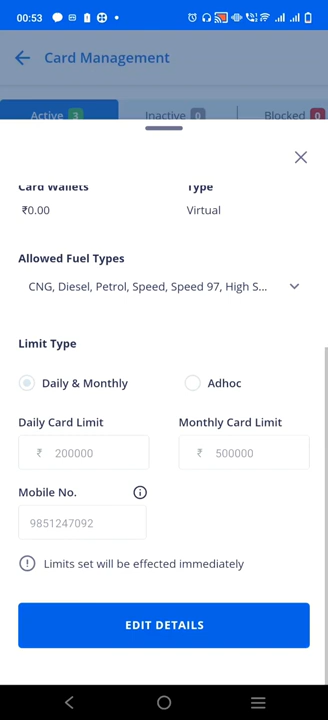 00:53
Card Management
Active 3 Inactive 0 Blocked 0
Card Wallets Type
₹0.00 Virtual
Allowed Fuel Types
CNG, Diesel, Petrol, Speed, Speed 97, High S...
Limit Type
Daily & Monthly Adhoc
Daily Card Limit Monthly Card Limit
₹ 200000 ₹ 500000
Mobile No.
9851247092
Limits set will be effected immediately
EDIT DETAILS